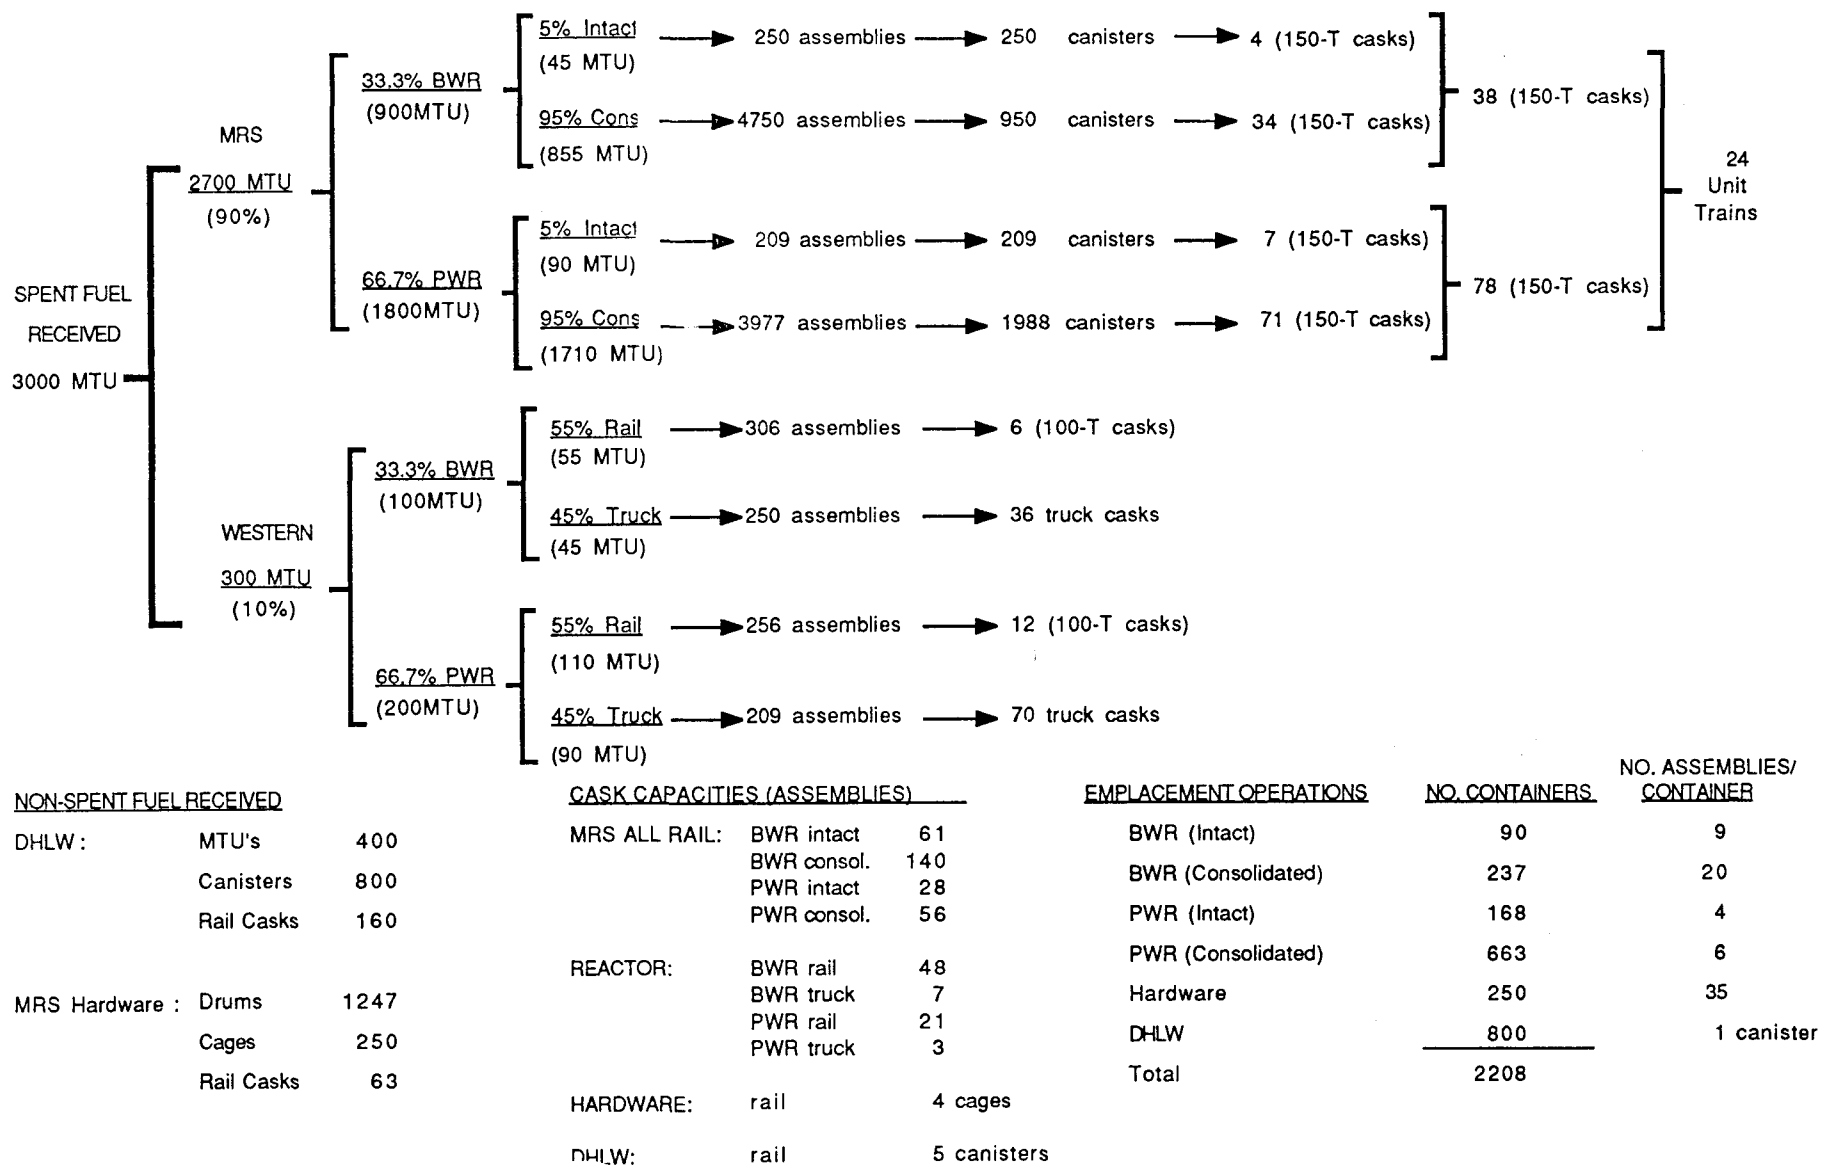 SPENT FUEL
RECEIVED
3000 MTU
MRS
2700 MTU
(90%)
33.3% BWR
(900MTU)
5% Intact
(45 MTU)
250 assemblies
250 canisters
4 (150-T casks)
95% Cons
(855 MTU)
4750 assemblies
950 canisters
34 (150-T casks)
38 (150-T casks)
66.7% PWR
(1800MTU)
5% Intact
(90 MTU)
209 assemblies
209 canisters
7 (150-T casks)
95% Cons
(1710 MTU)
3977 assemblies
1988 canisters
71 (150-T casks)
78 (150-T casks)
24
Unit
Trains
WESTERN
300 MTU
(10%)
33.3% BWR
(100MTU)
55% Rail
(55 MTU)
306 assemblies
6 (100-T casks)
45% Truck
(45 MTU)
250 assemblies
36 truck casks
66.7% PWR
(200MTU)
55% Rail
(110 MTU)
256 assemblies
12 (100-T casks)
45% Truck
(90 MTU)
209 assemblies
70 truck casks
NON-SPENT FUEL RECEIVED
DHLW : MTU's 400
Canisters 800
Rail Casks 160
MRS Hardware : Drums 1247
Cages 250
Rail Casks 63
CASK CAPACITIES (ASSEMBLIES)
MRS ALL RAIL: BWR intact 61
BWR consol. 140
PWR intact 28
PWR consol. 56
REACTOR: BWR rail 48
BWR truck 7
PWR rail 21
PWR truck 3
HARDWARE: rail 4 cages
DHLW: rail 5 canisters
NO. ASSEMBLIES/
EMPLACEMENT OPERATIONS NO. CONTAINERS CONTAINER
BWR (Intact) 90 9
BWR (Consolidated) 237 20
PWR (Intact) 168 4
PWR (Consolidated) 663 6
Hardware 250 35
DHLW 800 1 canister
Total 2208